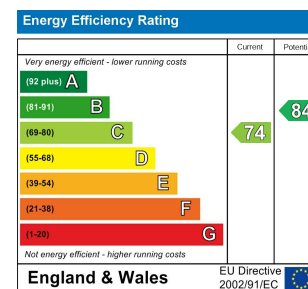 Energy Efficiency Rating
Current Potenti
Very energy efficient - lower running costs
(92 plus) A
(81-91) B 84
(69-80) C 74
(55-68) D
(39-54) E
(21-38) F
(1-20) G
Not energy efficient - higher running costs
England & Wales EU Directive
2002/91/EC